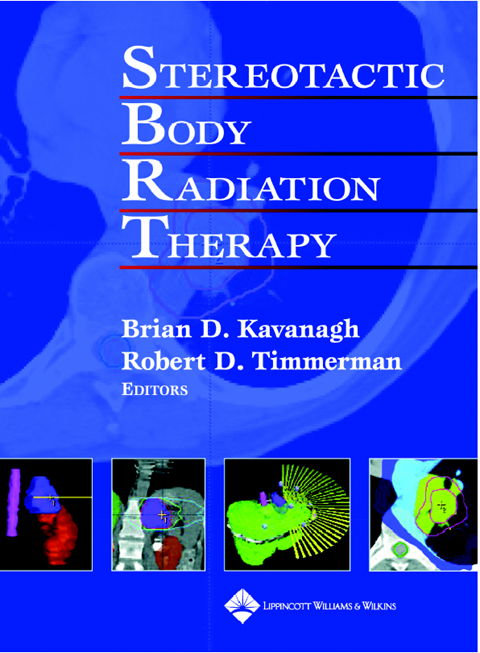 STEREOTACTIC
BODY
RADIATION
THERAPY
Brian D. Kavanagh
Robert D. Timmerman
EDITORS
LIPPINCOTT WILLIAMS & WILKINS